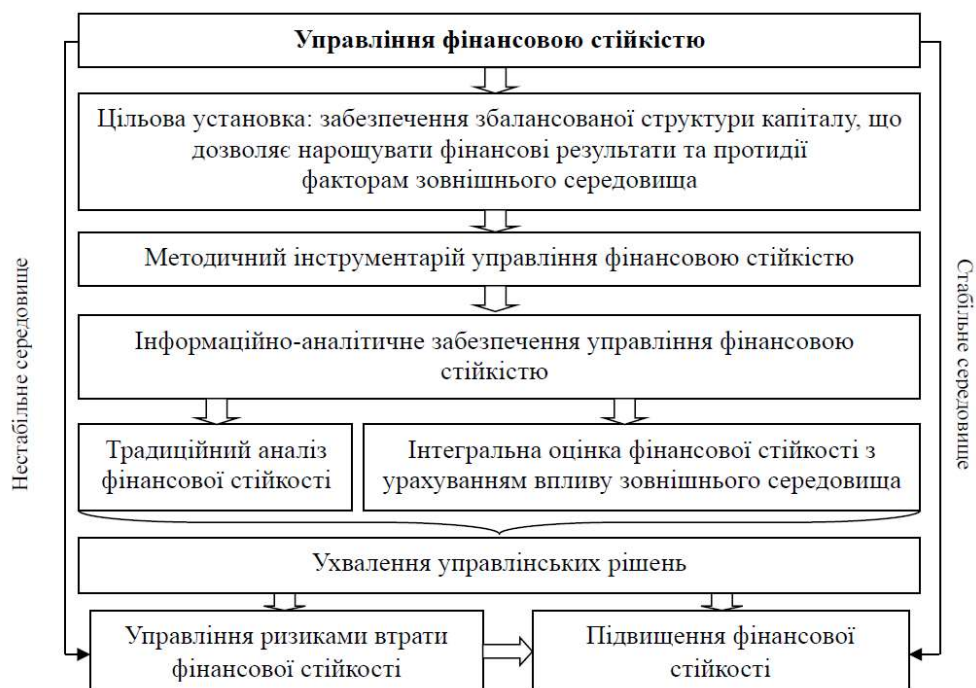 Управління фінансовою стійкістю
Цільова установка: забезпечення збалансованої структури капіталу, що
дозволяє нарощувати фінансові результати та протидії
факторам зовнішнього середовища
Методичний інструментарій управління фінансовою стійкістю
Інформаційно-аналітичне забезпечення управління фінансовою
стійкістю
Традиційний аналіз
фінансової стійкості
Інтегральна оцінка фінансової стійкості з
урахуванням впливу зовнішнього середовища
Ухвалення управлінських рішень
Управління ризиками втрати
фінансової стійкості
Підвищення фінансової
стійкості
Нестабільне середовище
Стабільне середовище